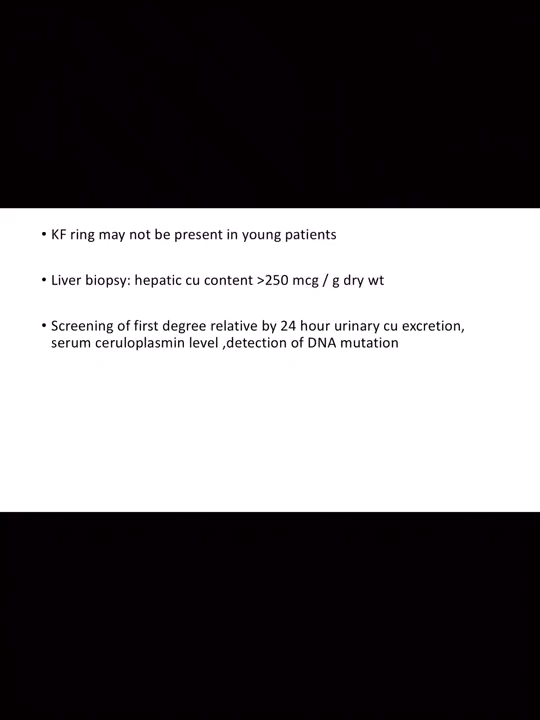 • KF ring may not be present in young patients
• Liver biopsy: hepatic cu content >250 mcg / g dry wt
• Screening of first degree relative by 24 hour urinary cu excretion,
serum ceruloplasmin level ,detection of DNA mutation